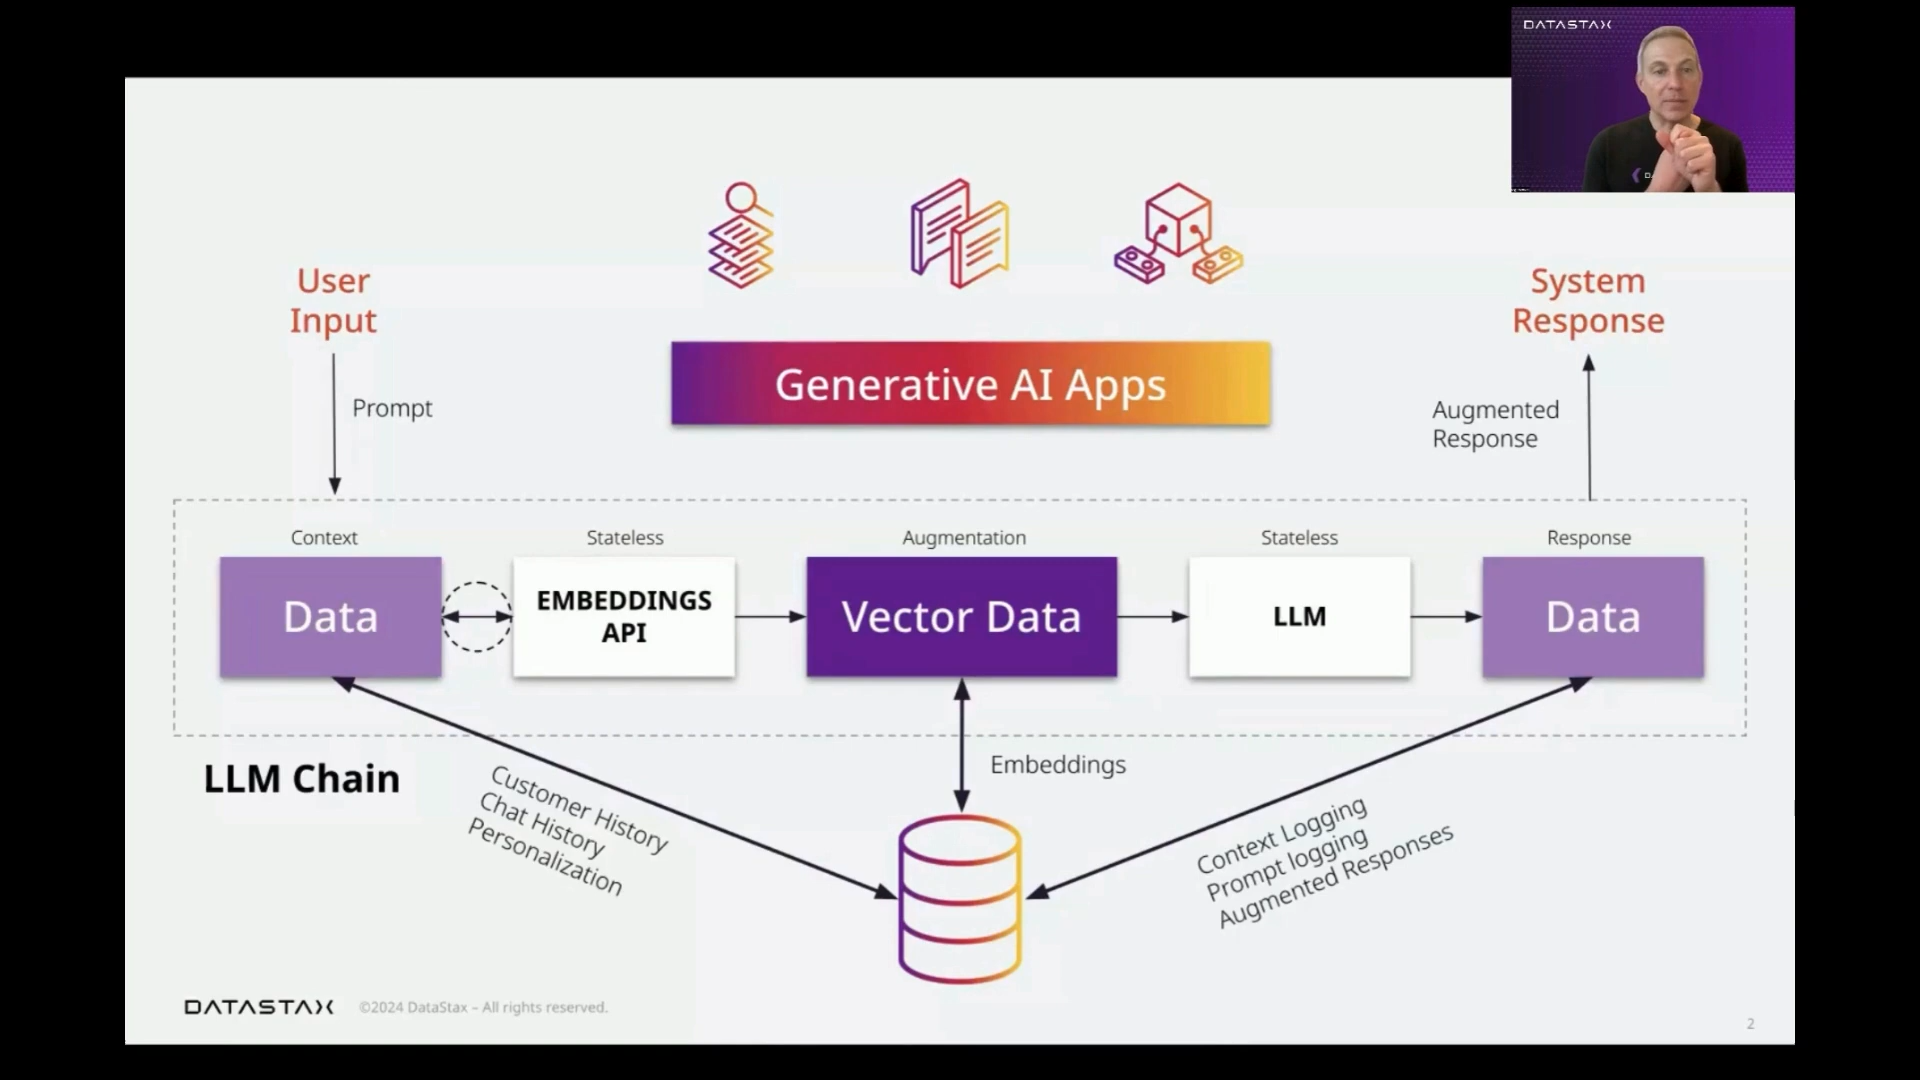 DATASTAX
User
Input
System
Response
Generative AI Apps
Prompt
Augmented
Response
Context
Stateless
Augmentation
Stateless
Response
Data
EMBEDDINGS
API
Vector Data
LLM
Data
LLM Chain
Customer History
Chat History
Personalization
Embeddings
Context Logging
Prompt logging
Augmented Responses
DATASTAX
©2024 DataStax – All rights reserved.
2